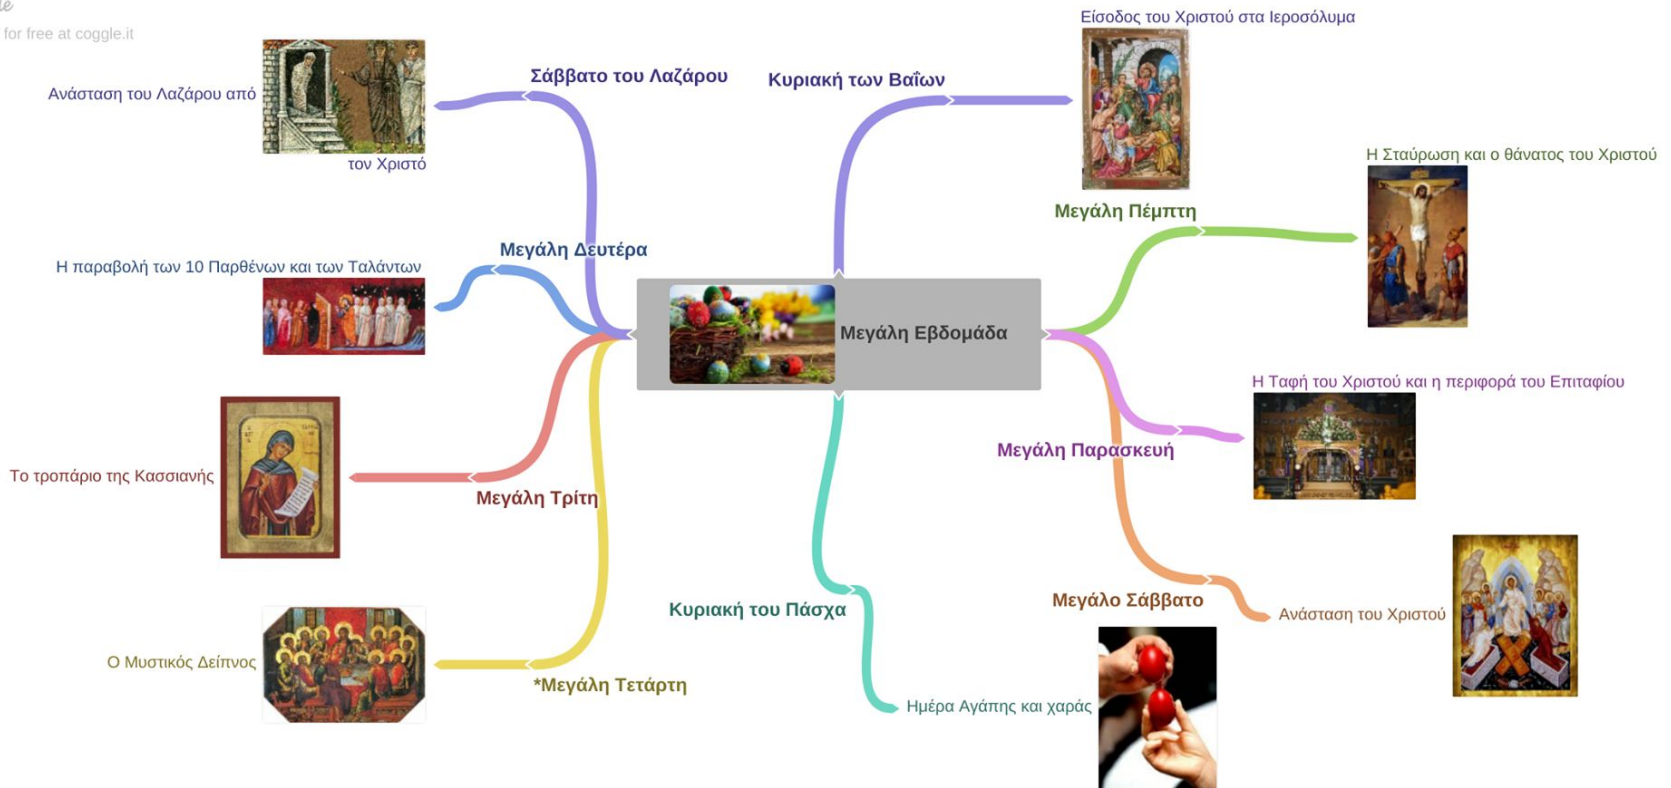 for free at coggle.it
Σάββατο του Λαζάρου
Ανάσταση του Λαζάρου από
τον Χριστό
Μεγάλη Δευτέρα
Η παραβολή των 10 Παρθένων και των Ταλάντων
Μεγάλη Τρίτη
Το τροπάριο της Κασσιανής
*Μεγάλη Τετάρτη
Ο Μυστικός Δείπνος
Μεγάλη Εβδομάδα
Κυριακή των Βαΐων
Είσοδος του Χριστού στα Ιεροσόλυμα
Μεγάλη Πέμπτη
Η Σταύρωση και ο θάνατος του Χριστού
Μεγάλη Παρασκευή
Η Ταφή του Χριστού και η περιφορά του Επιταφίου
Μεγάλο Σάββατο
Ανάσταση του Χριστού
Κυριακή του Πάσχα
Ημέρα Αγάπης και χαράς